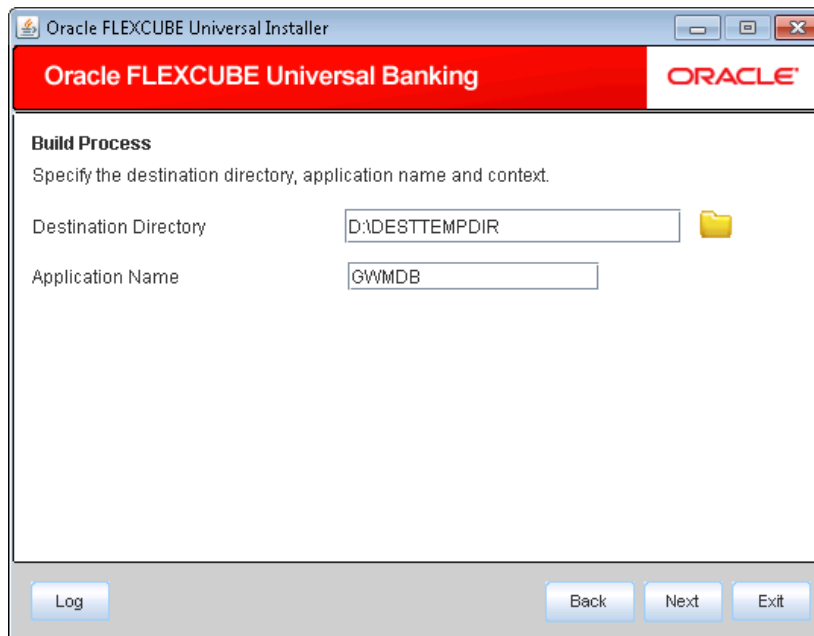 Oracle FLEXCUBE Universal Installer
Oracle FLEXCUBE Universal Banking ORACLE
Build Process
Specify the destination directory, application name and context.
Destination Directory D:\DESTTEMPDIR
Application Name GWMDB
Log Back Next Exit